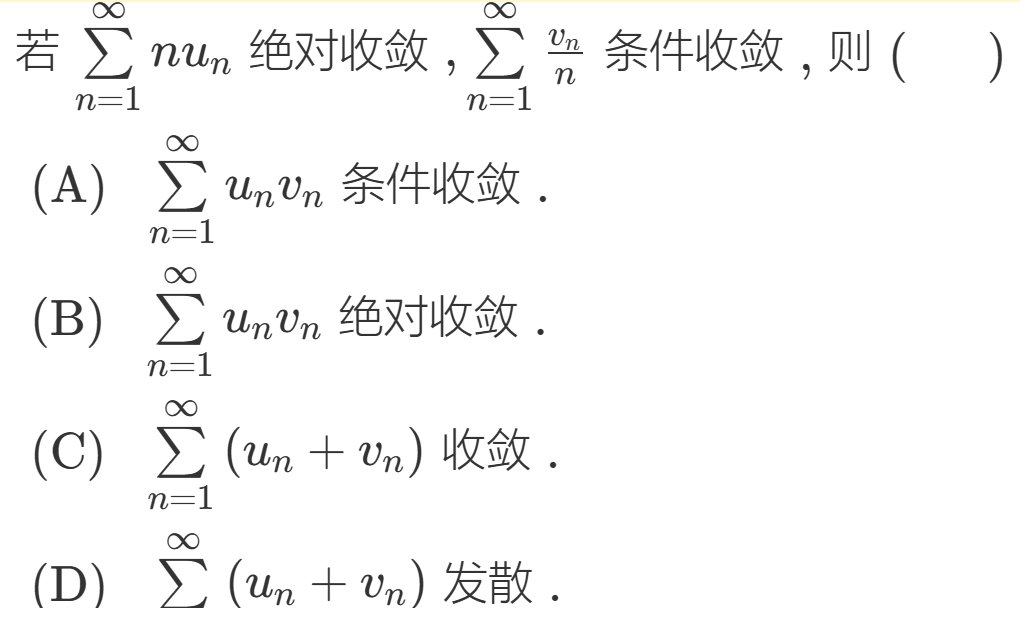 若 $\sum_{n=1}^{\infty} nu_n$ 绝对收敛 , $\sum_{n=1}^{\infty} \frac{v_n}{n}$ 条件收敛 , 则 (  )
(A) $\sum_{n=1}^{\infty} u_n v_n$ 条件收敛 .
(B) $\sum_{n=1}^{\infty} u_n v_n$ 绝对收敛 .
(C) $\sum_{n=1}^{\infty} (u_n + v_n)$ 收敛 .
(D) $\sum^{\infty} (u_n + v_n)$ 发散 .